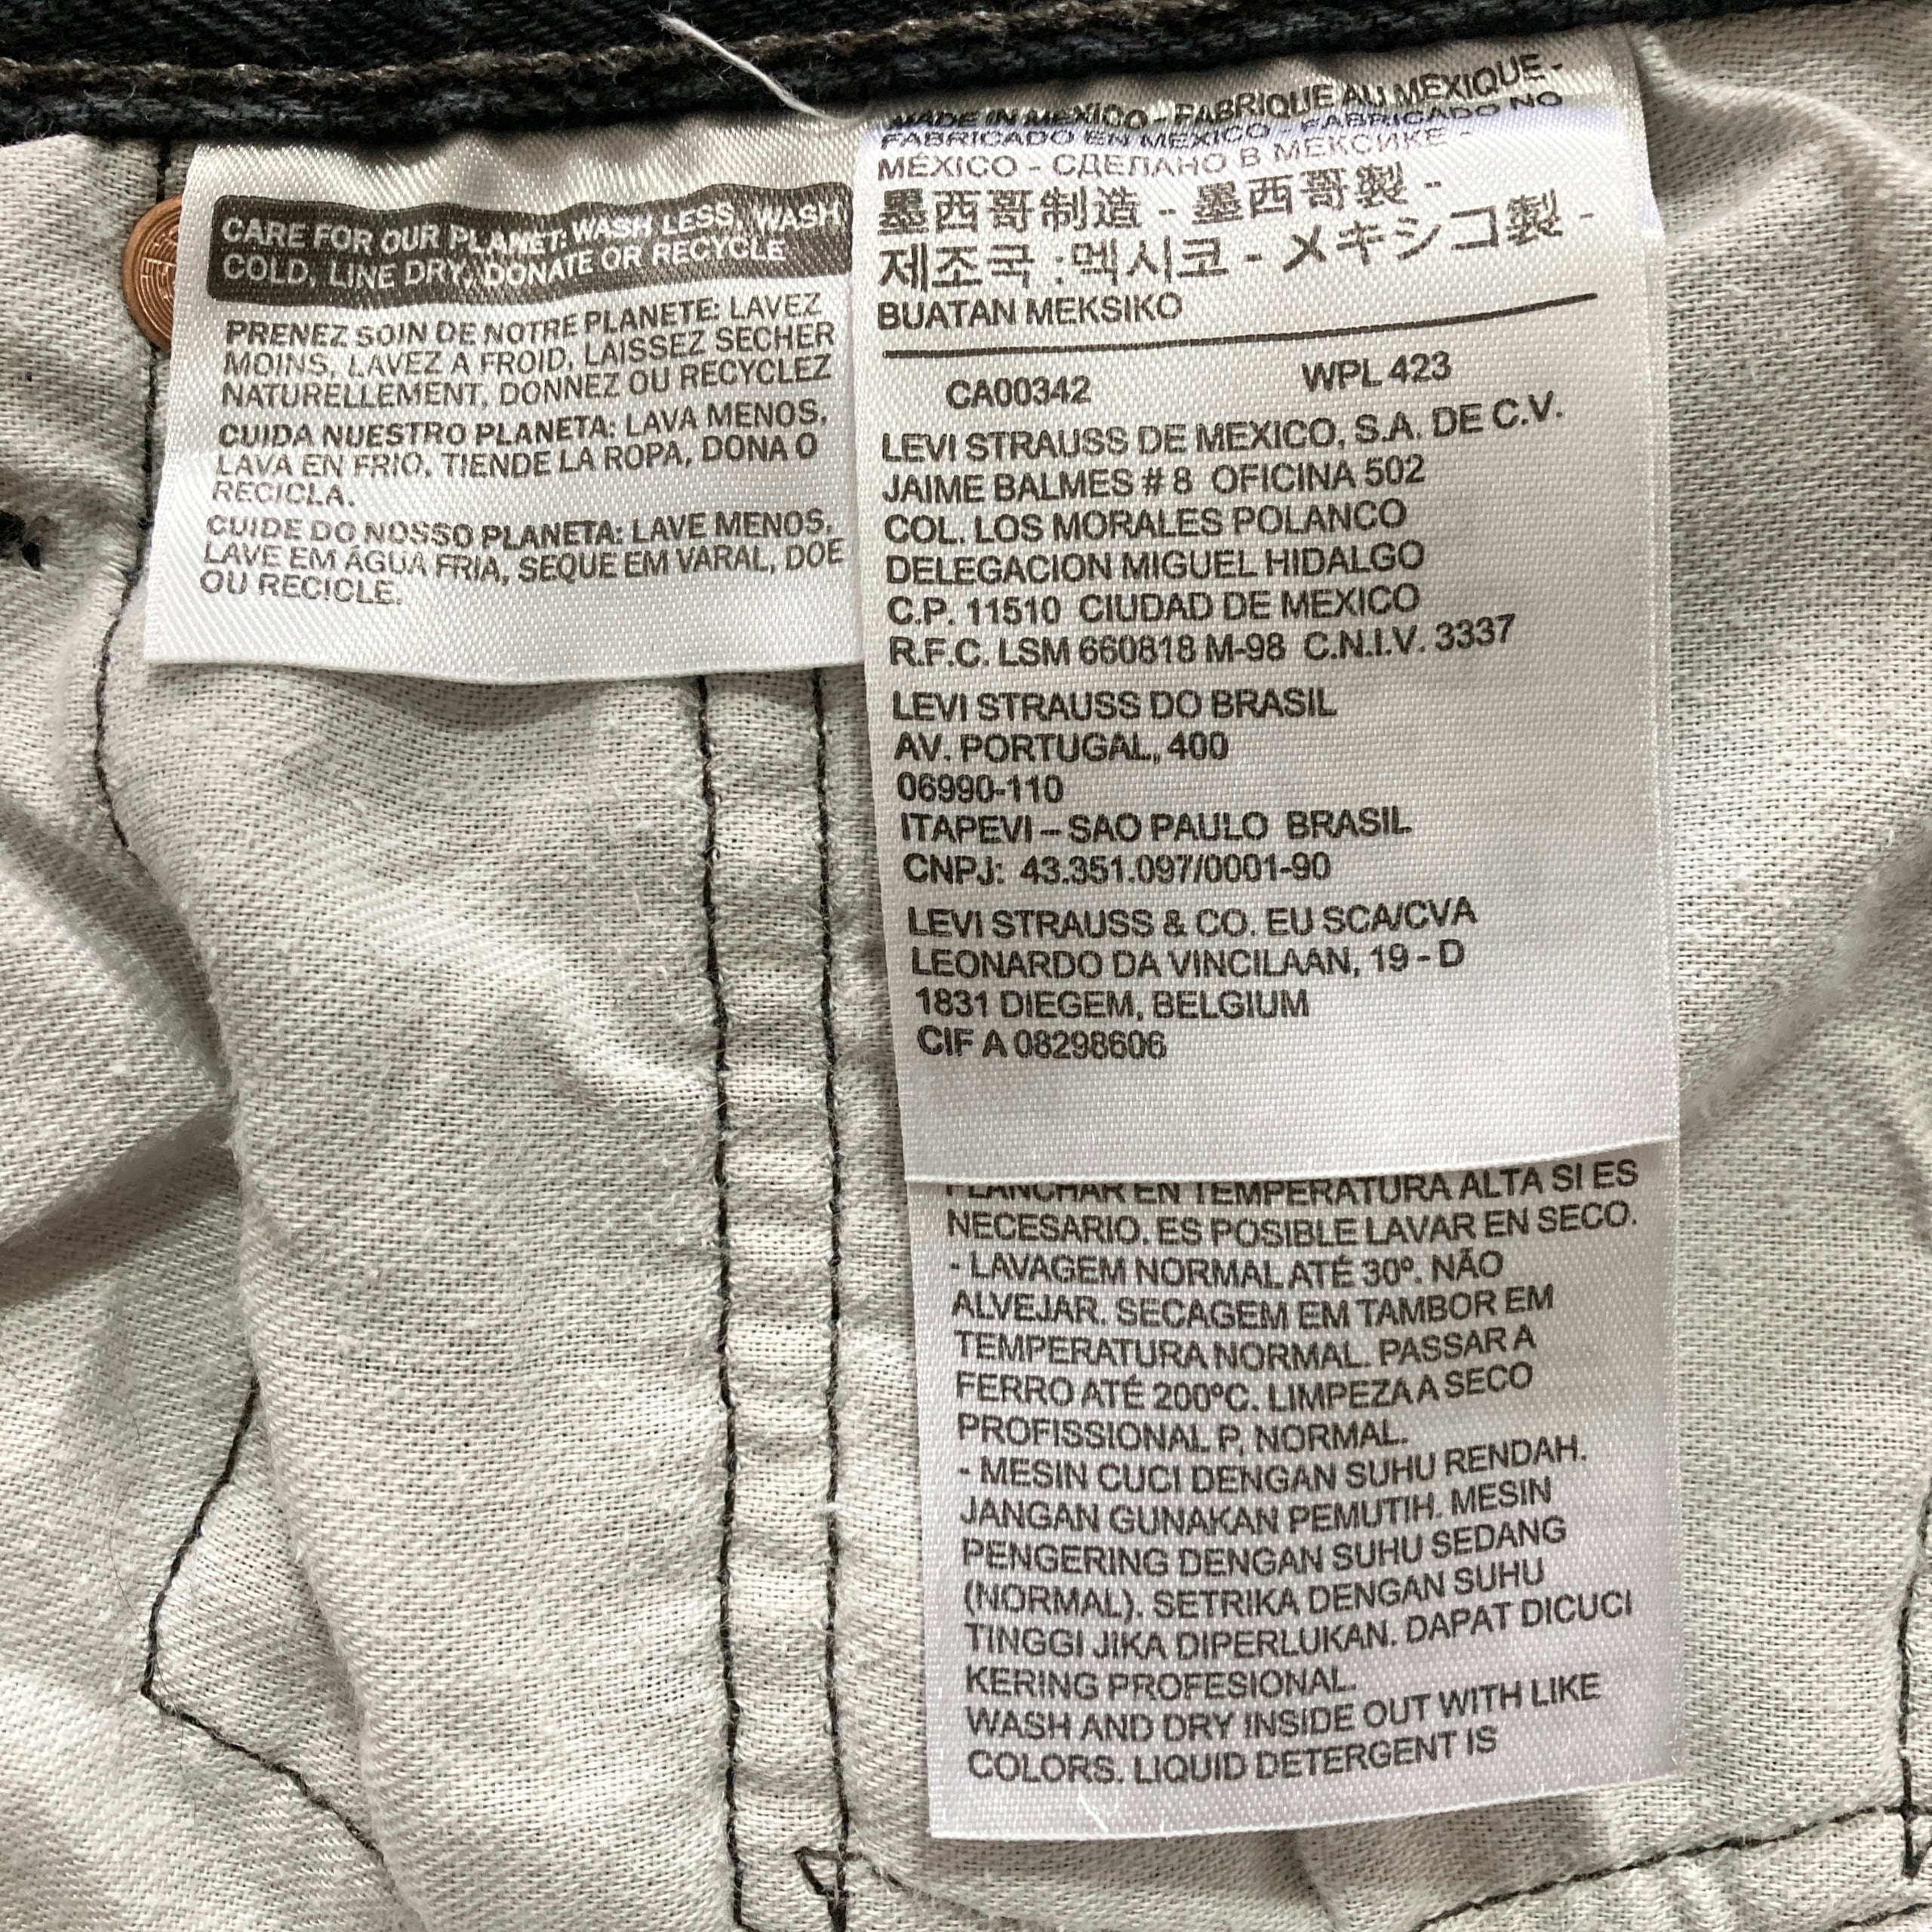 CARE FOR OUR PLANET: WASH LESS, WASH
COLD, LINE DRY, DONATE OR RECYCLE
PRENEZ SOIN DE NOTRE PLANETE: LAVEZ
MOINS, LAVEZ A FROID, LAISSEZ SECHER
NATURELLEMENT, DONNEZ OU RECYCLEZ
CUIDA NUESTRO PLANETA: LAVA MENOS,
LAVA EN FRIO, TIENDE LA ROPA, DONA O
RECICLA.
CUIDE DO NOSSO PLANETA: LAVE MENOS,
LAVE EM ÁGUA FRIA, SEQUE EM VARAL, DOE
OU RECICLE.
MADE IN MEXICO - FABRIQUE AU MEXIQUE -
FABRICADO EN MEXICO - FABRICADO NO
MÉXICO - СДЕЛАНО В МЕКСИКЕ -
墨西哥制造 - 墨西哥製 -
제조국 : 멕시코 - メキシコ製 -
BUATAN MEKSIKO
CA00342 WPL 423
LEVI STRAUSS DE MEXICO, S.A. DE C.V.
JAIME BALMES # 8 OFICINA 502
COL. LOS MORALES POLANCO
DELEGACION MIGUEL HIDALGO
C.P. 11510 CIUDAD DE MEXICO
R.F.C. LSM 660818 M-98 C.N.I.V. 3337
LEVI STRAUSS DO BRASIL
AV. PORTUGAL, 400
06990-110
ITAPEVI – SAO PAULO BRASIL
CNPJ: 43.351.097/0001-90
LEVI STRAUSS & CO. EU SCA/CVA
LEONARDO DA VINCILAAN, 19 - D
1831 DIEGEM, BELGIUM
CIF A 08298606
PLANCHAR EN TEMPERATURA ALTA SI ES
NECESARIO. ES POSIBLE LAVAR EN SECO.
- LAVAGEM NORMAL ATÉ 30º. NÃO
ALVEJAR. SECAGEM EM TAMBOR EM
TEMPERATURA NORMAL. PASSAR A
FERRO ATÉ 200ºC. LIMPEZA A SECO
PROFISSIONAL P, NORMAL.
- MESIN CUCI DENGAN SUHU RENDAH.
JANGAN GUNAKAN PEMUTIH. MESIN
PENGERING DENGAN SUHU SEDANG
(NORMAL). SETRIKA DENGAN SUHU
TINGGI JIKA DIPERLUKAN. DAPAT DICUCI
KERING PROFESIONAL.
WASH AND DRY INSIDE OUT WITH LIKE
COLORS. LIQUID DETERGENT IS